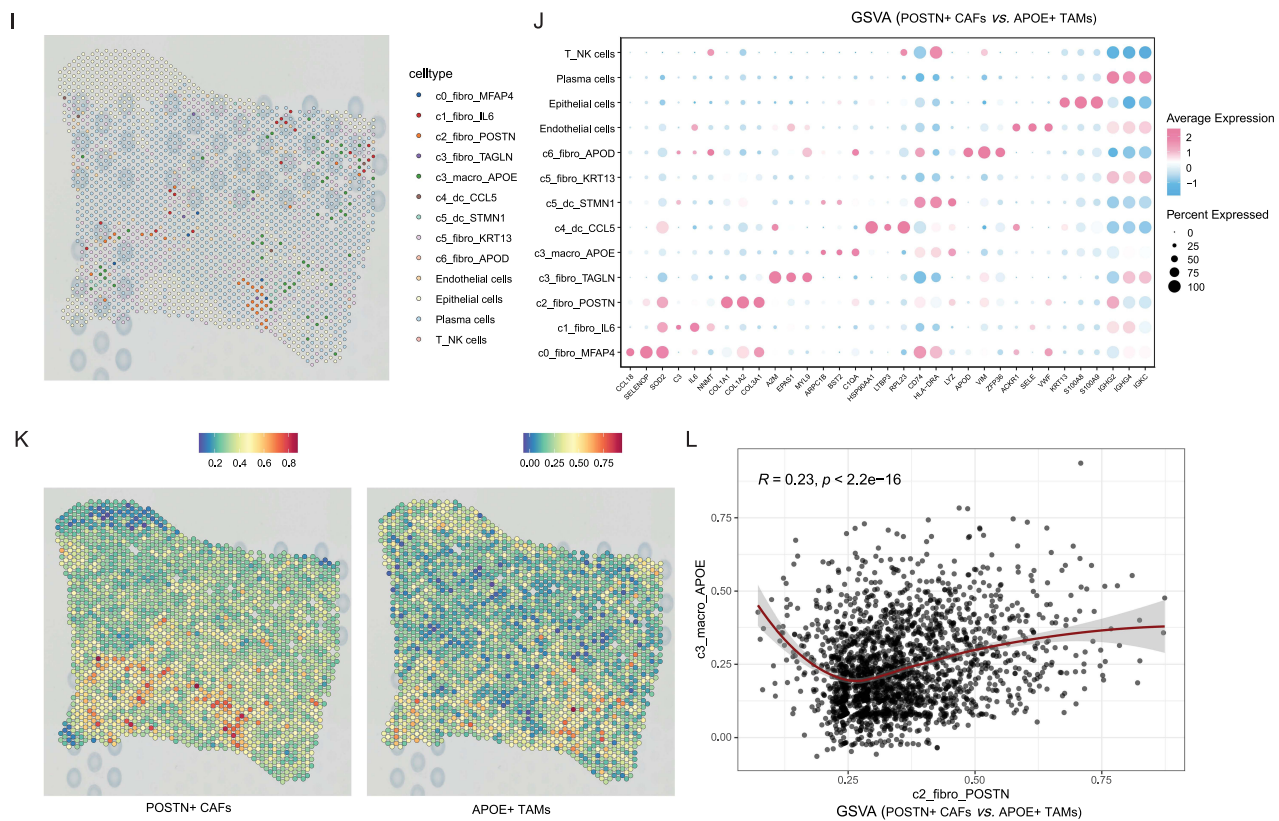 I
celltype
c0_fibro_MFAP4
c1_fibro_IL6
c2_fibro_POSTN
c3_fibro_TAGLN
c3_macro_APOE
c4_dc_CCL5
c5_dc_STMN1
c5_fibro_KRT13
c6_fibro_APOD
Endothelial cells
Epithelial cells
Plasma cells
T_NK cells
J
GSVA (POSTN+ CAFs vs. APOE+ TAMs)
T_NK cells
Plasma cells
Epithelial cells
Endothelial cells
c6_fibro_APOD
c5_fibro_KRT13
c5_dc_STMN1
c4_dc_CCL5
c3_macro_APOE
c3_fibro_TAGLN
c2_fibro_POSTN
c1_fibro_IL6
c0_fibro_MFAP4
CCL18
SELENOP
SOD2
C3
IL6
NNMT
COL1A1
COL1A2
COL3A1
A2M
EPAS1
MYL9
ARPC1B
BST2
C1QA
HSP90AA1
LTBP3
RPL23
CD74
HLA-DRA
LYZ
APOD
VIM
ZFP36
ACKR1
SELE
VWF
KRT13
S100A8
S100A9
IGHG2
IGHG4
IGKC
Average Expression
2
1
0
−1
Percent Expressed
0
25
50
75
100
K
0.2 0.4 0.6 0.8
0.00 0.25 0.50 0.75
POSTN+ CAFs
APOE+ TAMs
L
R = 0.23, p < 2.2e−16
c3_macro_APOE
0.75
0.50
0.25
0.00
0.25 0.50 0.75
c2_fibro_POSTN
GSVA (POSTN+ CAFs vs. APOE+ TAMs)